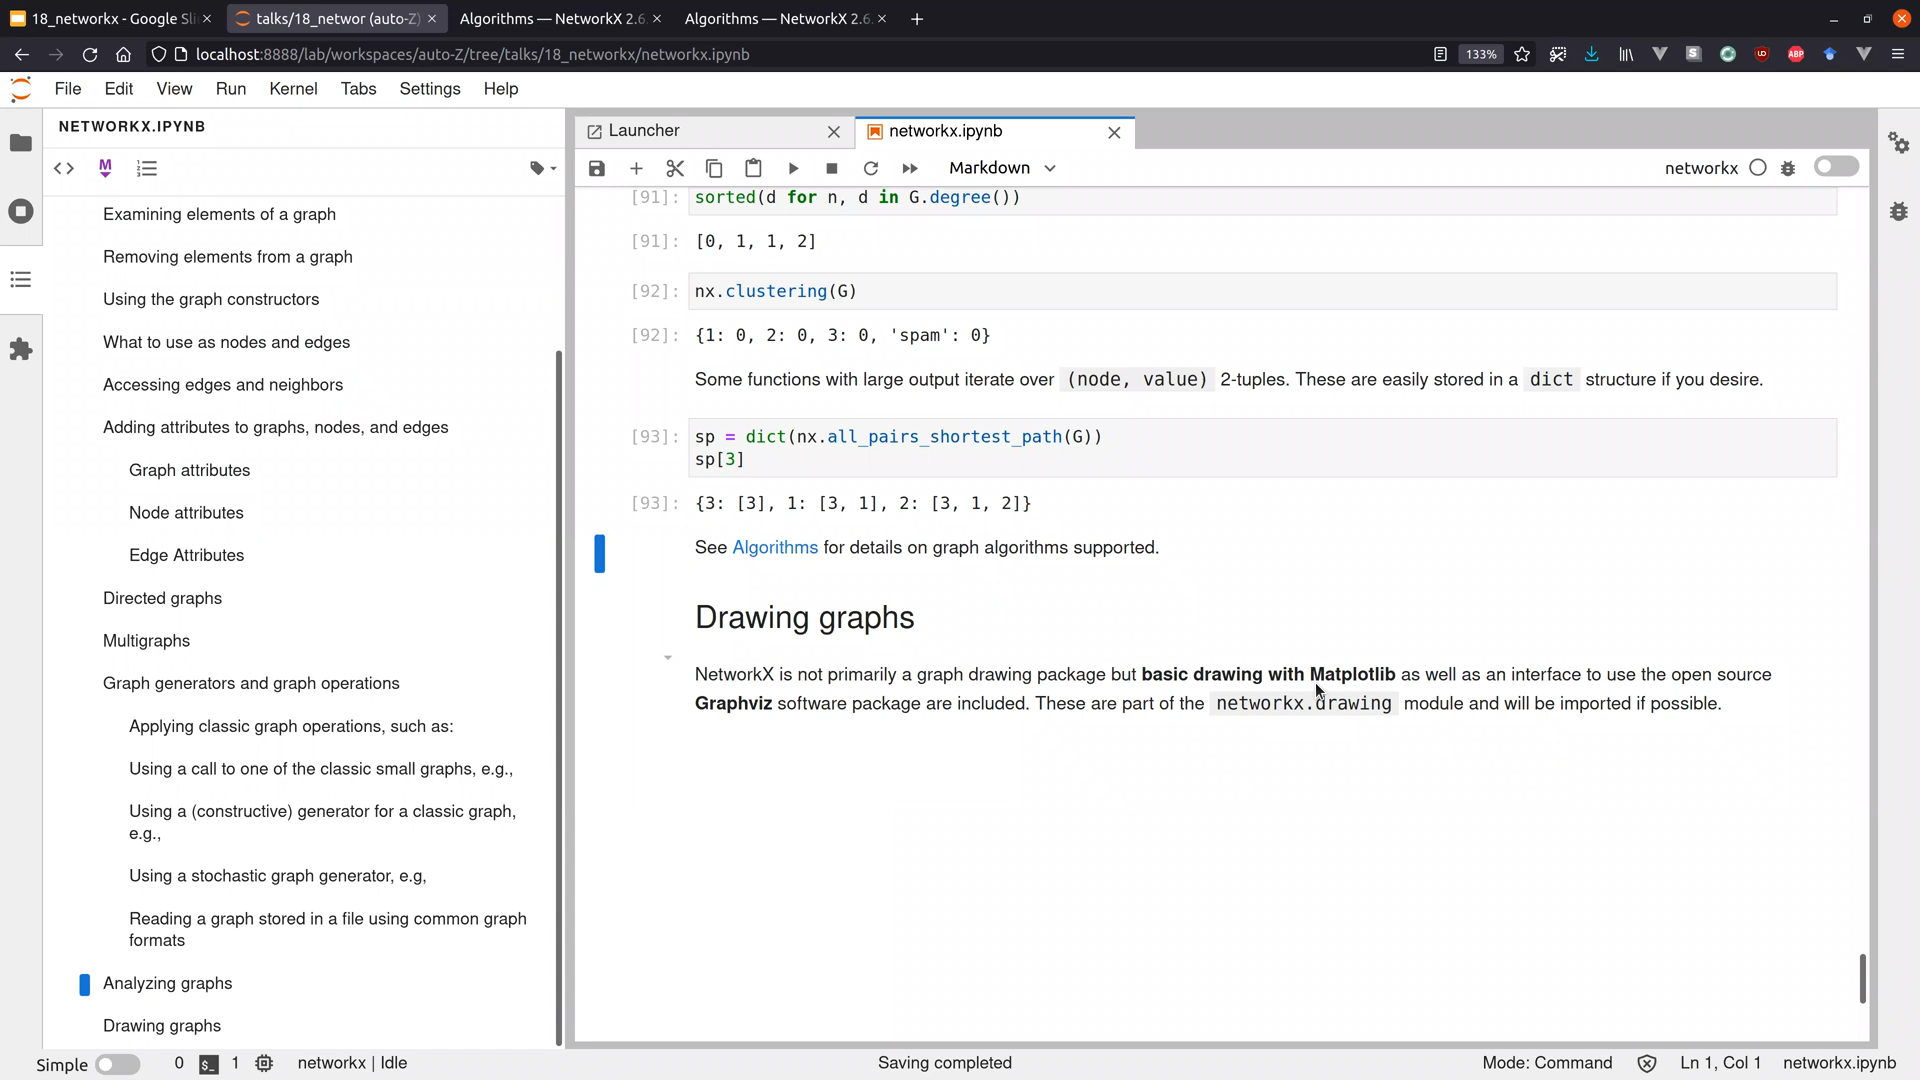 18_networkx - Google Sli
talks/18_networ (auto-Z)
Algorithms — NetworkX 2.6.
Algorithms — NetworkX 2.6.
localhost:8888/lab/workspaces/auto-Z/tree/talks/18_networkx/networkx.ipynb
133%
File Edit View Run Kernel Tabs Settings Help
NETWORKX.IPYNB
Launcher
networkx.ipynb
Markdown
networkx
Examining elements of a graph
Removing elements from a graph
Using the graph constructors
What to use as nodes and edges
Accessing edges and neighbors
Adding attributes to graphs, nodes, and edges
Graph attributes
Node attributes
Edge Attributes
Directed graphs
Multigraphs
Graph generators and graph operations
Applying classic graph operations, such as:
Using a call to one of the classic small graphs, e.g.,
Using a (constructive) generator for a classic graph,
e.g.,
Using a stochastic graph generator, e.g,
Reading a graph stored in a file using common graph
formats
Analyzing graphs
Drawing graphs
[91]: sorted(d for n, d in G.degree())
[91]: [0, 1, 1, 2]
[92]: nx.clustering(G)
[92]: {1: 0, 2: 0, 3: 0, 'spam': 0}
Some functions with large output iterate over (node, value) 2-tuples. These are easily stored in a dict structure if you desire.
[93]: sp = dict(nx.all_pairs_shortest_path(G))
sp[3]
[93]: {3: [3], 1: [3, 1], 2: [3, 1, 2]}
See Algorithms for details on graph algorithms supported.
Drawing graphs
NetworkX is not primarily a graph drawing package but basic drawing with Matplotlib as well as an interface to use the open source
Graphviz software package are included. These are part of the networkx.drawing module and will be imported if possible.
Simple 0 $_ 1 networkx | Idle
Saving completed
Mode: Command Ln 1, Col 1 networkx.ipynb